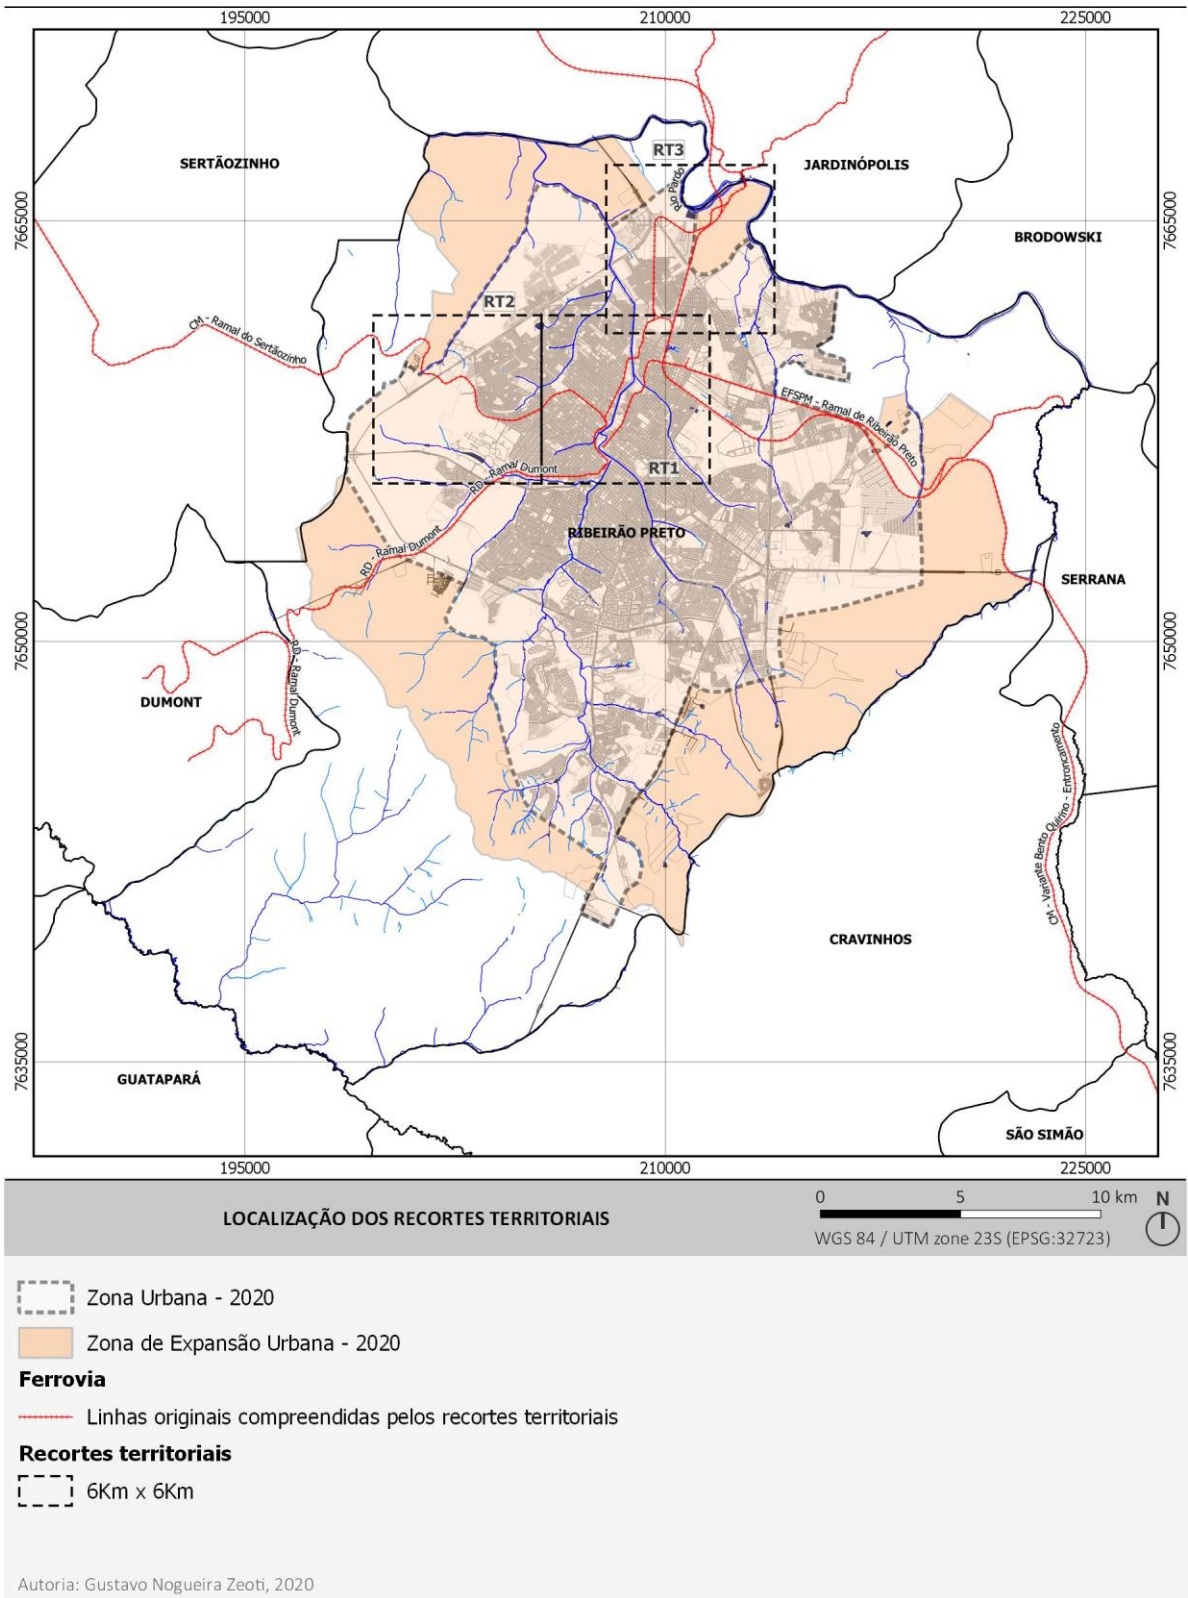 195000
210000
225000
RT3
SERTÃOZINHO
JARDINÓPOLIS
Rio Pardo
7665000
7665000
BRODOWSKI
RT2
CM - Ramal do Sertãozinho
EFSPM - Ramal de Ribeirão Preto
RT1
RD - Ramal Dumont
RIBEIRÃO PRETO
RD - Ramal Dumont
SERRANA
7650000
7650000
RD - Ramal Dumont
DUMONT
CM - Variante Bento Quirino - Entroncamento
CRAVINHOS
7635000
7635000
GUATAPARÁ
SÃO SIMÃO
195000
210000
225000
LOCALIZAÇÃO DOS RECORTES TERRITORIAIS
0 5 10 km N
WGS 84 / UTM zone 23S (EPSG:32723)
Zona Urbana - 2020
Zona de Expansão Urbana - 2020
Ferrovia
Linhas originais compreendidas pelos recortes territoriais
Recortes territoriais
6Km x 6Km
Autoria: Gustavo Nogueira Zeoti, 2020